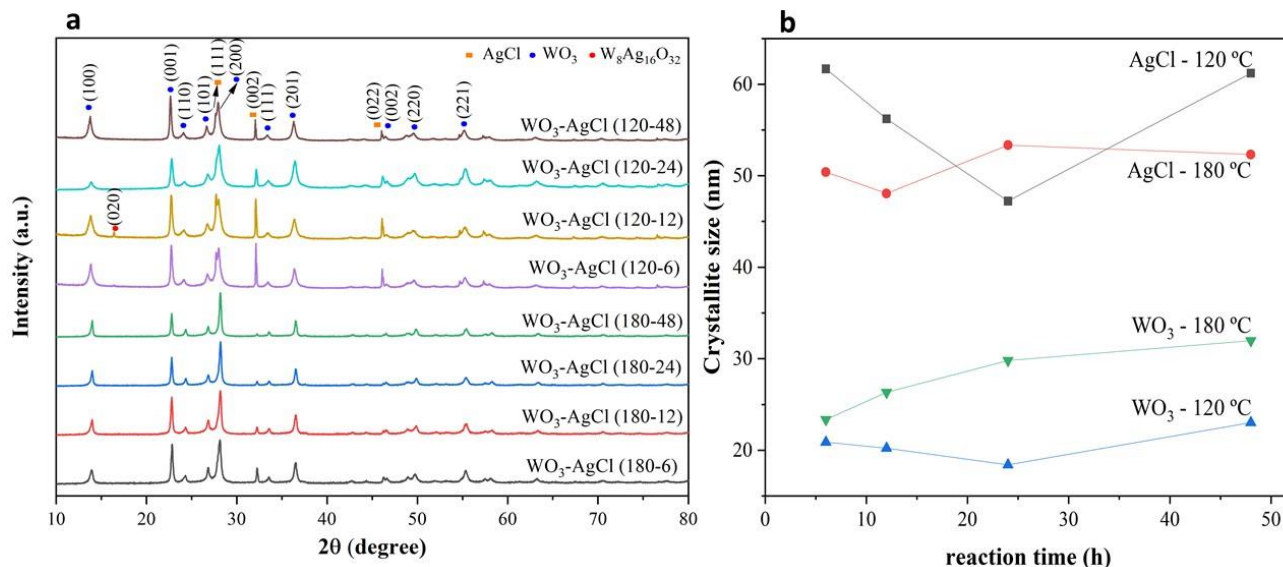 a
AgCl WO₃ W₈Ag₁₆O₃₂
(100)
(001)
(110)
(101)
(111)
(200)
(002)
(111)
(201)
(022)
(002)
(220)
(221)
WO₃-AgCl (120-48)
WO₃-AgCl (120-24)
(020)
WO₃-AgCl (120-12)
WO₃-AgCl (120-6)
WO₃-AgCl (180-48)
WO₃-AgCl (180-24)
WO₃-AgCl (180-12)
WO₃-AgCl (180-6)
Intensity (a.u.)
10 20 30 40 50 60 70 80
2θ (degree)
b
AgCl - 120 ºC
AgCl - 180 ºC
WO₃ - 180 ºC
WO₃ - 120 ºC
Crystallite size (nm)
60
50
40
30
20
0 10 20 30 40 50
reaction time (h)